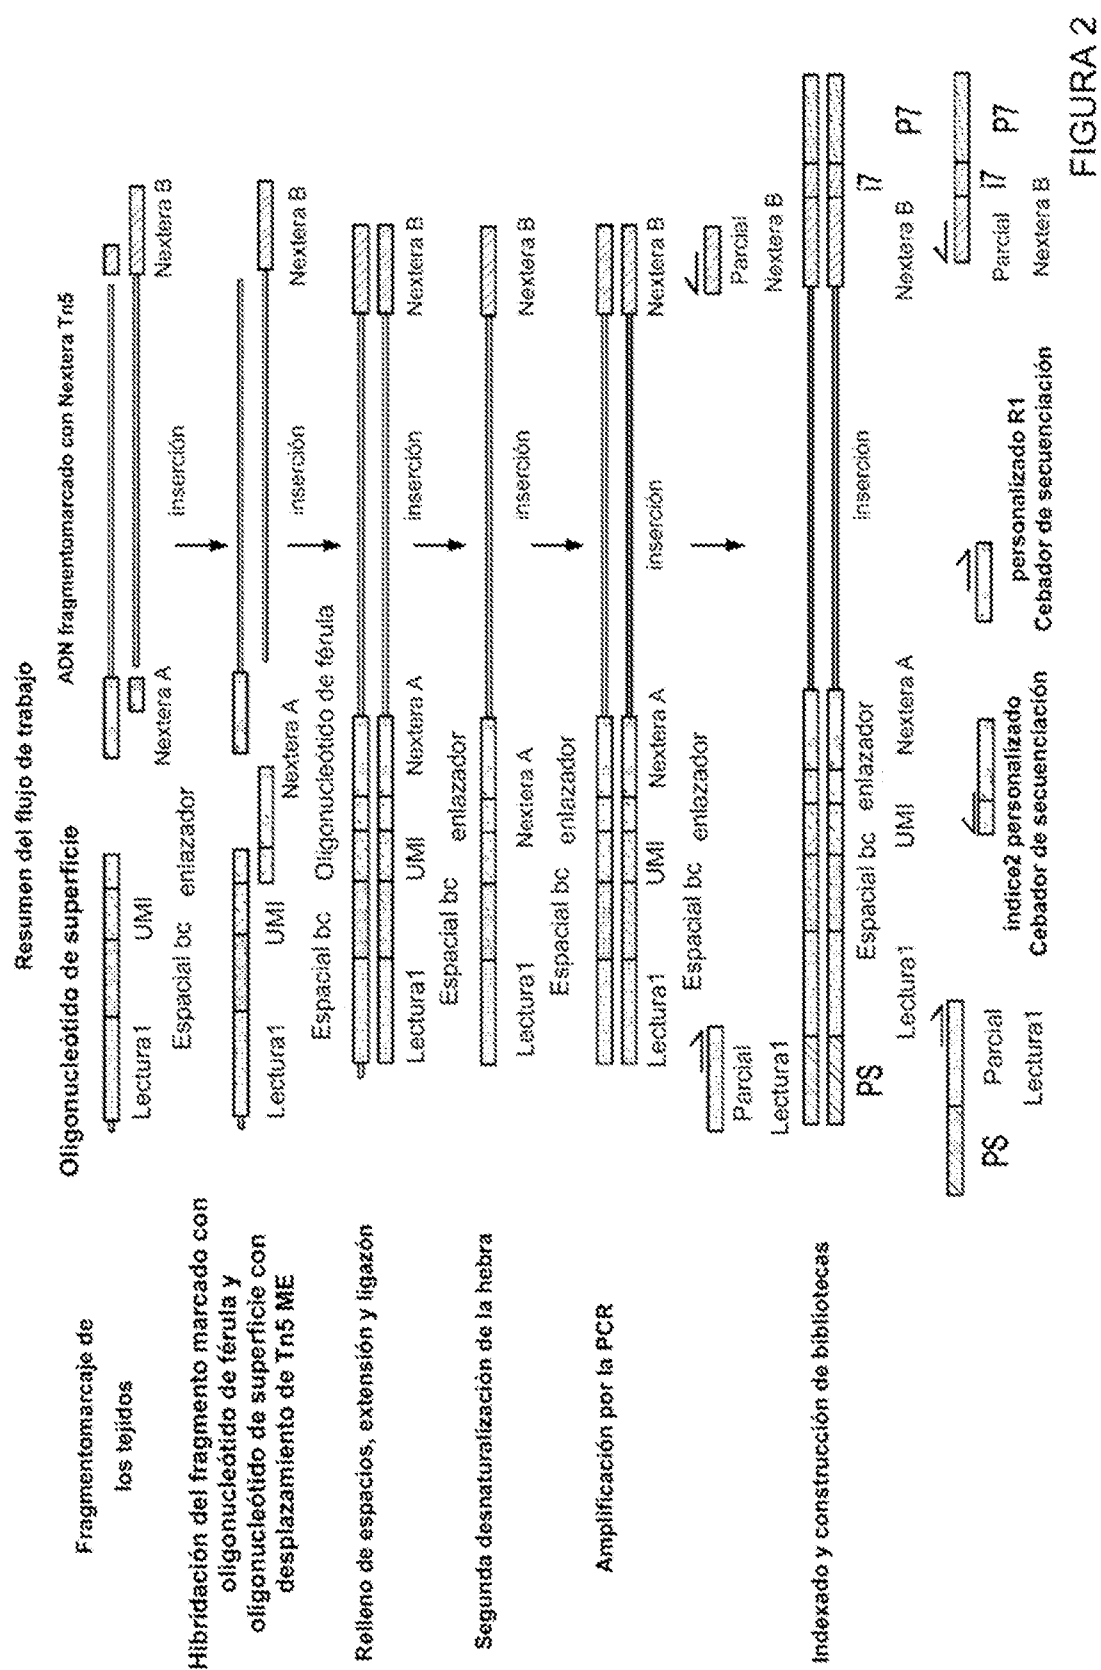 Resumen del flujo de trabajo
Oligonucleótido de superficie
ADN fragmentomarcado con Nextera Tn5
Fragmentomarcaje de
los tejidos
Lectura1
UMI
Nextera A
Nextera B
Espacial bc
enlazador
inserción
Hibridación del fragmento marcado con
oligonucleótido de férula y
oligonucleótido de superficie con
desplazamiento de Tn5 ME
Lectura1
UMI
Nextera A
inserción
Nextera B
Espacial bc
Oligonucleótido de férula
Relleno de espacios, extensión y ligazón
Lectura1
UMI
Nextera A
inserción
Nextera B
Espacial bc
enlazador
Segunda desnaturalización de la hebra
Lectura1
Nextera A
inserción
Nextera B
Espacial bc
enlazador
Amplificación por la PCR
Lectura1
UMI
Nextera A
inserción
Nextera B
Espacial bc
enlazador
Parcial
Lectura1
Parcial
Nextera B
Indexado y construcción de bibliotecas
PS
Espacial bc
enlazador
inserción
i7
P7
Lectura1
UMI
Nextera A
Nextera B
PS
Parcial
Lectura1
índice2 personalizado
Cebador de secuenciación
personalizado R1
Cebador de secuenciación
Parcial
i7
P7
Nextera B
FIGURA 2